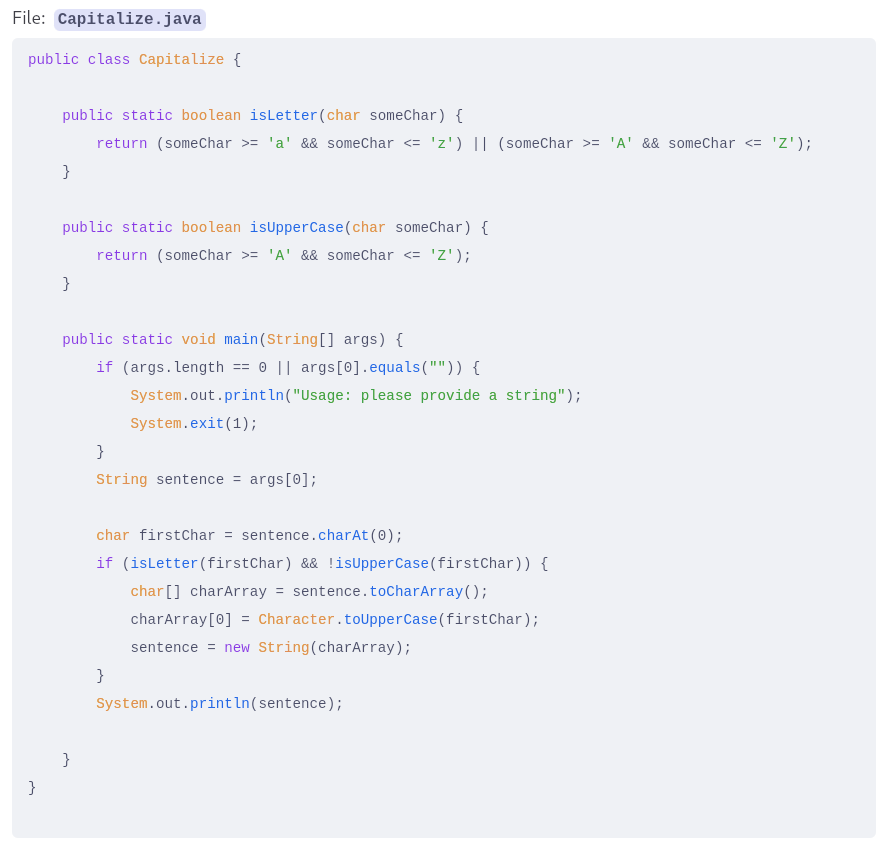 File: Capitalize.java
public class Capitalize {
    public static boolean isLetter(char someChar) {
        return (someChar >= 'a' && someChar <= 'z') || (someChar >= 'A' && someChar <= 'Z');
    }
    public static boolean isUpperCase(char someChar) {
        return (someChar >= 'A' && someChar <= 'Z');
    }
    public static void main(String[] args) {
        if (args.length == 0 || args[0].equals("")) {
            System.out.println("Usage: please provide a string");
            System.exit(1);
        }
        String sentence = args[0];
        char firstChar = sentence.charAt(0);
        if (isLetter(firstChar) && !isUpperCase(firstChar)) {
            char[] charArray = sentence.toCharArray();
            charArray[0] = Character.toUpperCase(firstChar);
            sentence = new String(charArray);
        }
        System.out.println(sentence);
    }
}